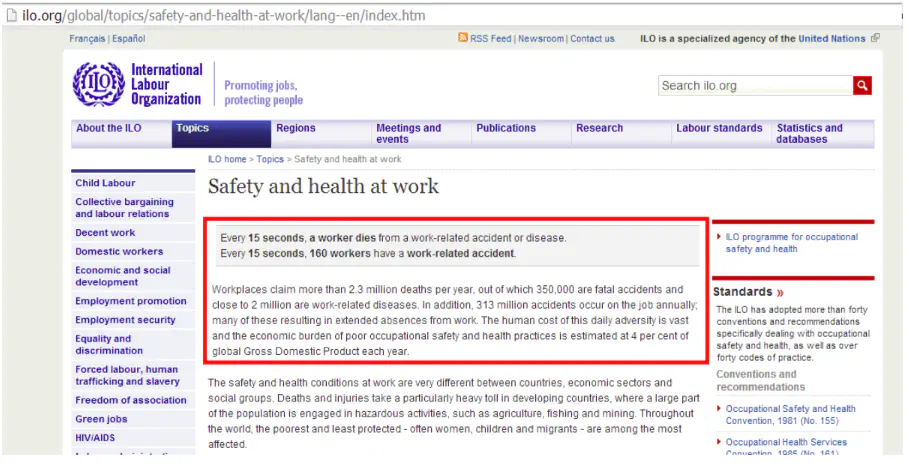 ilo.org/global/topics/safety-and-health-at-work/lang--en/index.htm
Français | Español
RSS Feed | Newsroom | Contact us
ILO is a specialized agency of the United Nations
International
Labour
Organization
Promoting jobs,
protecting people
Search ilo.org
About the ILO
Topics
Regions
Meetings and
events
Publications
Research
Labour standards
Statistics and
databases
ILO home > Topics > Safety and health at work
Child Labour
Collective bargaining
and labour relations
Decent work
Domestic workers
Economic and social
development
Employment promotion
Employment security
Equality and
discrimination
Forced labour, human
trafficking and slavery
Freedom of association
Green jobs
HIV/AIDS
Safety and health at work
Every 15 seconds, a worker dies from a work-related accident or disease.
Every 15 seconds, 160 workers have a work-related accident.
Workplaces claim more than 2.3 million deaths per year, out of which 350,000 are fatal accidents and
close to 2 million are work-related diseases. In addition, 313 million accidents occur on the job annually;
many of these resulting in extended absences from work. The human cost of this daily adversity is vast
and the economic burden of poor occupational safety and health practices is estimated at 4 per cent of
global Gross Domestic Product each year.
The safety and health conditions at work are very different between countries, economic sectors and
social groups. Deaths and injuries take a particularly heavy toll in developing countries, where a large part
of the population is engaged in hazardous activities, such as agriculture, fishing and mining. Throughout
the world, the poorest and least protected - often women, children and migrants - are among the most
affected.
ILO programme for occupational
safety and health
Standards »
The ILO has adopted more than forty
conventions and recommendations
specifically dealing with occupational
safety and health, as well as over
forty codes of practice.
Conventions and
recommendations
Occupational Safety and Health
Convention, 1981 (No. 155)
Occupational Health Services
Convention, 1985 (No. 161)